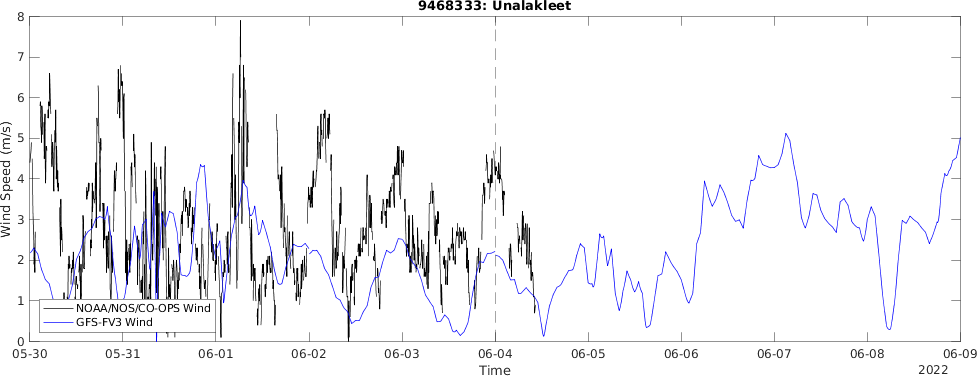 9468333: Unalakleet
8
7
6
5
4
3
2
1
0
Wind Speed (m/s)
NOAA/NOS/CO-OPS Wind
GFS-FV3 Wind
05-30 05-31 06-01 06-02 06-03 06-04 06-05 06-06 06-07 06-08 06-09
Time
2022